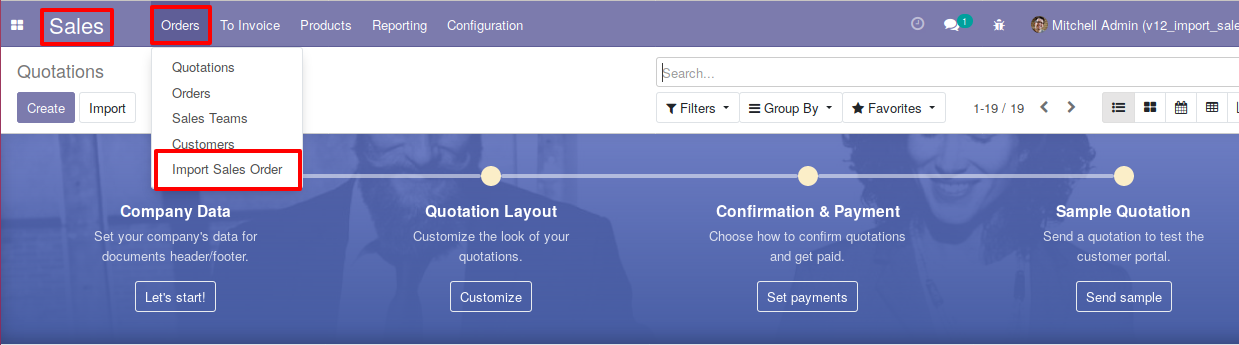 Sales Orders To Invoice Products Reporting Configuration 1 Mitchell Admin (v12_import_sale
Quotations Search...
Create Import Filters Group By Favorites 1-19 / 19
Quotations
Orders
Sales Teams
Customers
Import Sales Order
Company Data
Set your company's data for
documents header/footer.
Let's start!
Quotation Layout
Customize the look of your
quotations.
Customize
Confirmation & Payment
Choose how to confirm quotations
and get paid.
Set payments
Sample Quotation
Send a quotation to test the
customer portal.
Send sample